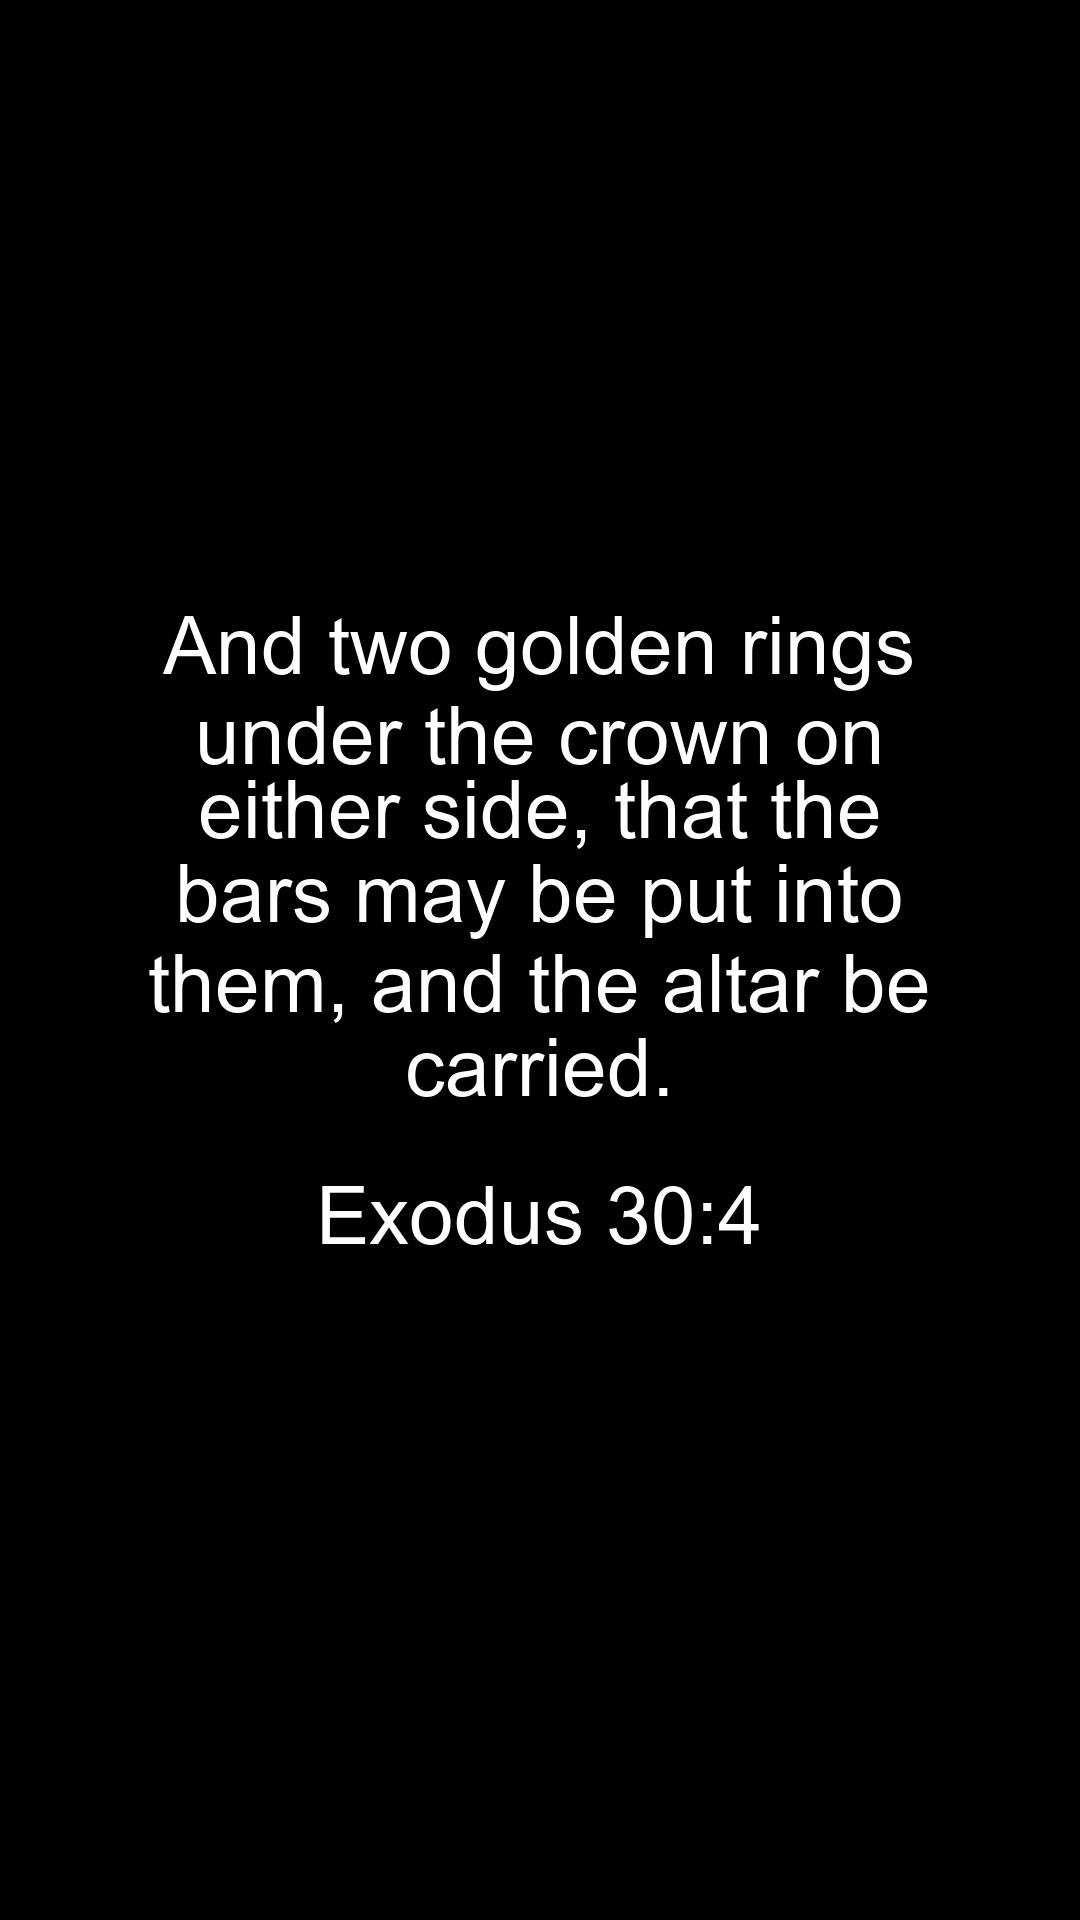 And two golden rings
under the crown on
either side, that the
bars may be put into
them, and the altar be
carried.
Exodus 30:4